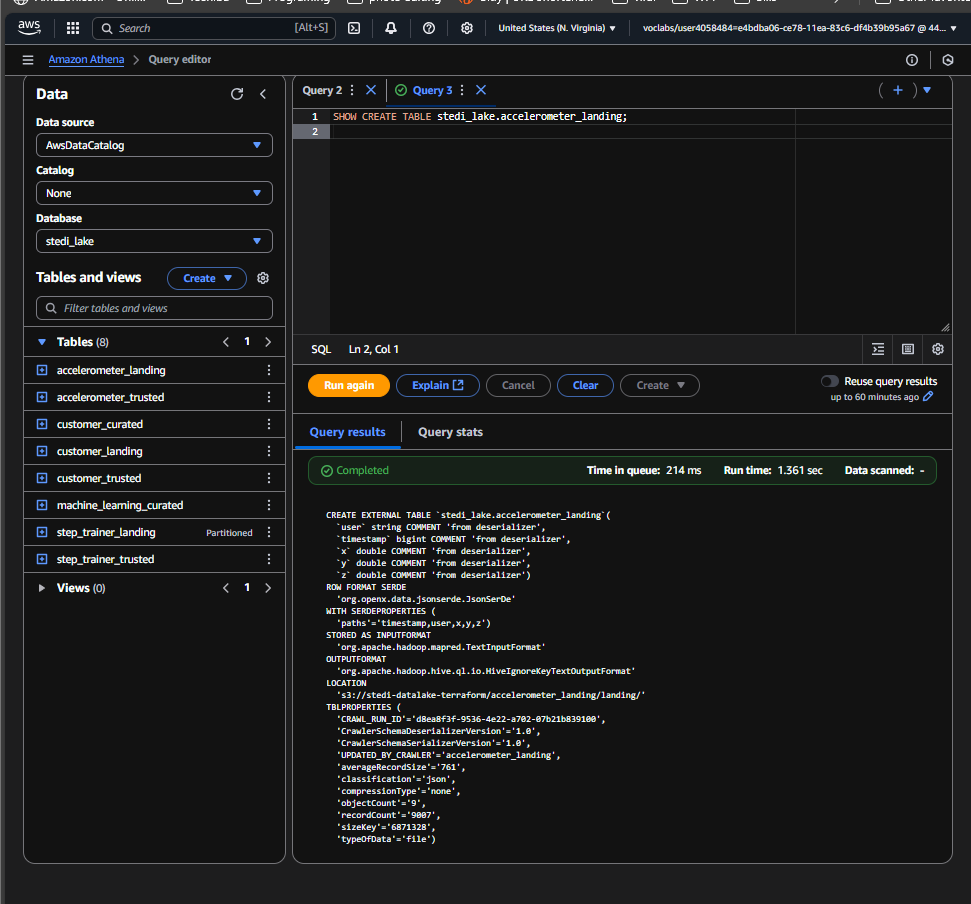 aws
Search
[Alt+S]
United States (N. Virginia)
voclabs/user4058484=e4bdba06-ce78-11ea-83c6-df4b39b95a67 @ 44...
Amazon Athena
Query editor
Data
Data source
AwsDataCatalog
Catalog
None
Database
stedi_lake
Tables and views
Create
Filter tables and views
Tables (8)
1
accelerometer_landing
accelerometer_trusted
customer_curated
customer_landing
customer_trusted
machine_learning_curated
step_trainer_landing
Partitioned
step_trainer_trusted
Views (0)
1
Query 2
Query 3
1 SHOW CREATE TABLE stedi_lake.accelerometer_landing;
2
SQL
Ln 2, Col 1
Run again
Explain
Cancel
Clear
Create
Reuse query results
up to 60 minutes ago
Query results
Query stats
Completed
Time in queue: 214 ms
Run time: 1.361 sec
Data scanned: -
CREATE EXTERNAL TABLE `stedi_lake.accelerometer_landing`(
`user` string COMMENT 'from deserializer',
`timestamp` bigint COMMENT 'from deserializer',
`x` double COMMENT 'from deserializer',
`y` double COMMENT 'from deserializer',
`z` double COMMENT 'from deserializer')
ROW FORMAT SERDE
'org.openx.data.jsonserde.JsonSerDe'
WITH SERDEPROPERTIES (
'paths'='timestamp,user,x,y,z')
STORED AS INPUTFORMAT
'org.apache.hadoop.mapred.TextInputFormat'
OUTPUTFORMAT
'org.apache.hadoop.hive.ql.io.HiveIgnoreKeyTextOutputFormat'
LOCATION
's3://stedi-datalake-terraform/accelerometer_landing/landing/'
TBLPROPERTIES (
'CRAWL_RUN_ID'='d8ea8f3f-9536-4e22-a702-07b21b839100',
'CrawlerSchemaDeserializerVersion'='1.0',
'CrawlerSchemaSerializerVersion'='1.0',
'UPDATED_BY_CRAWLER'='accelerometer_landing',
'averageRecordSize'='761',
'classification'='json',
'compressionType'='none',
'objectCount'='9',
'recordCount'='9007',
'sizeKey'='6871328',
'typeOfData'='file')